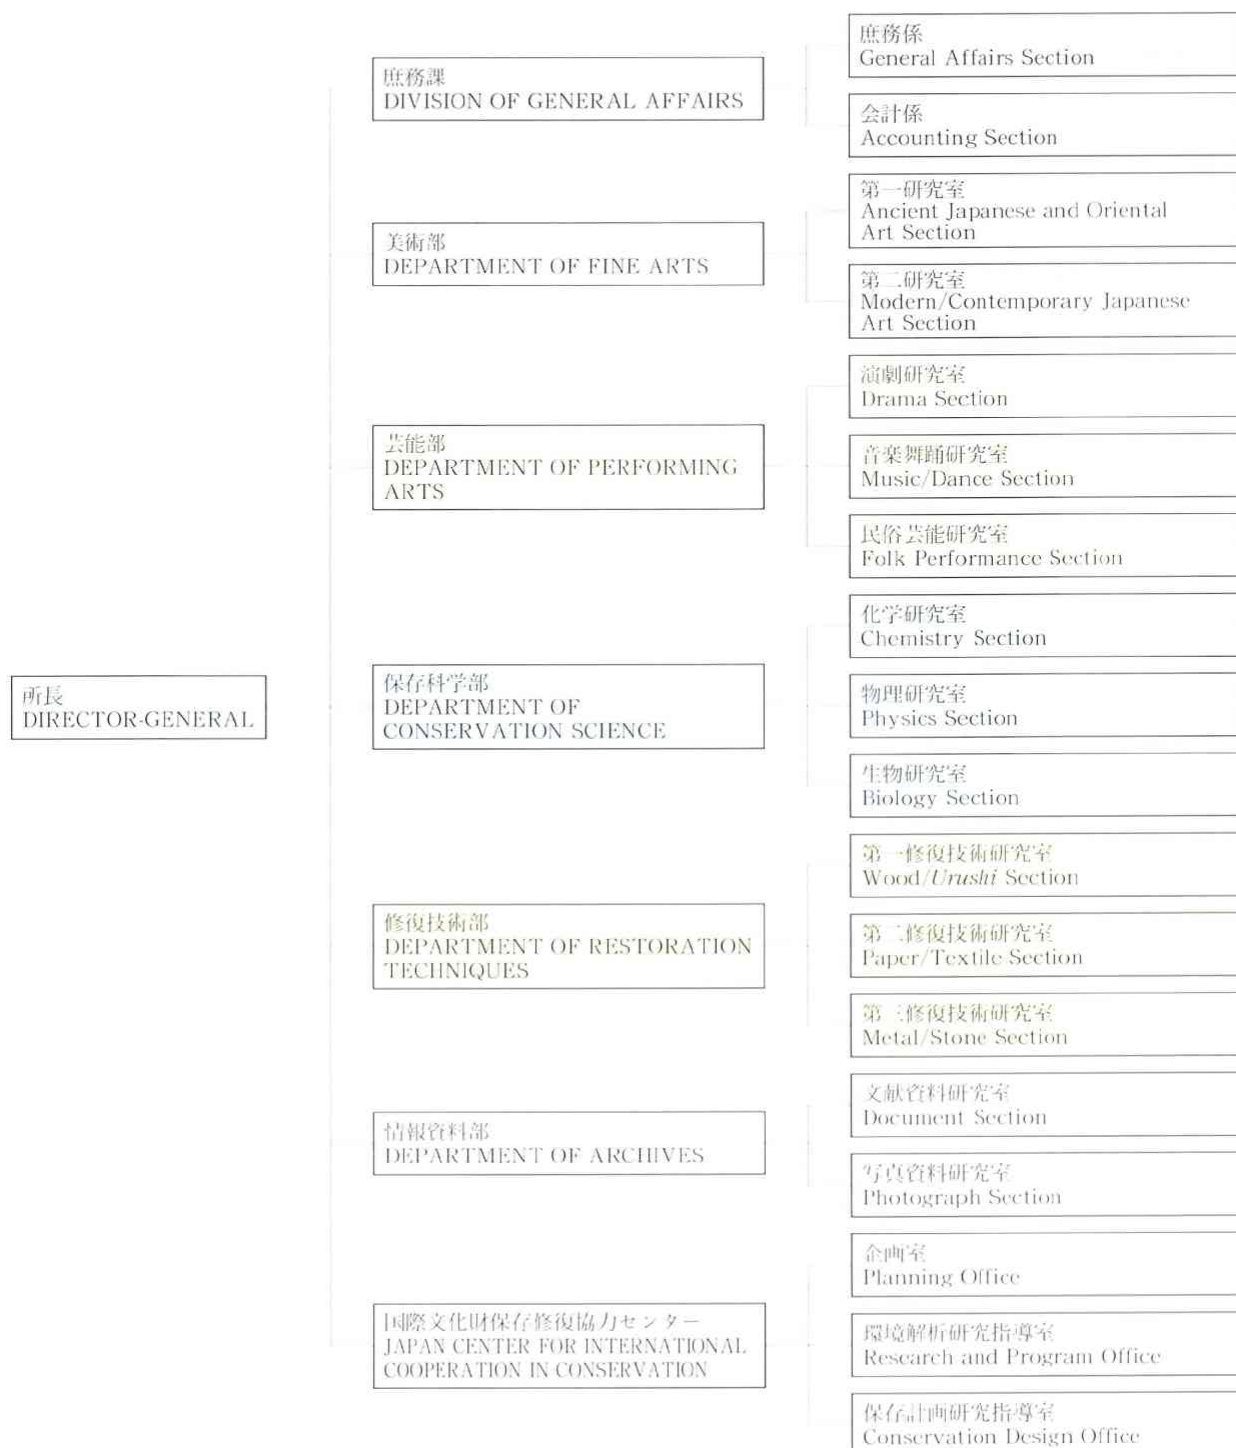 所長
DIRECTOR-GENERAL
庶務課
DIVISION OF GENERAL AFFAIRS
庶務係
General Affairs Section
会計係
Accounting Section
美術部
DEPARTMENT OF FINE ARTS
第一研究室
Ancient Japanese and Oriental
Art Section
第二研究室
Modern/Contemporary Japanese
Art Section
芸能部
DEPARTMENT OF PERFORMING
ARTS
演劇研究室
Drama Section
音楽舞踊研究室
Music/Dance Section
民俗芸能研究室
Folk Performance Section
保存科学部
DEPARTMENT OF
CONSERVATION SCIENCE
化学研究室
Chemistry Section
物理研究室
Physics Section
生物研究室
Biology Section
修復技術部
DEPARTMENT OF RESTORATION
TECHNIQUES
第一修復技術研究室
Wood/Urushi Section
第二修復技術研究室
Paper/Textile Section
第三修復技術研究室
Metal/Stone Section
情報資料部
DEPARTMENT OF ARCHIVES
文献資料研究室
Document Section
写真資料研究室
Photograph Section
国際文化財保存修復協力センター
JAPAN CENTER FOR INTERNATIONAL
COOPERATION IN CONSERVATION
企画室
Planning Office
環境解析研究指導室
Research and Program Office
保存計画研究指導室
Conservation Design Office